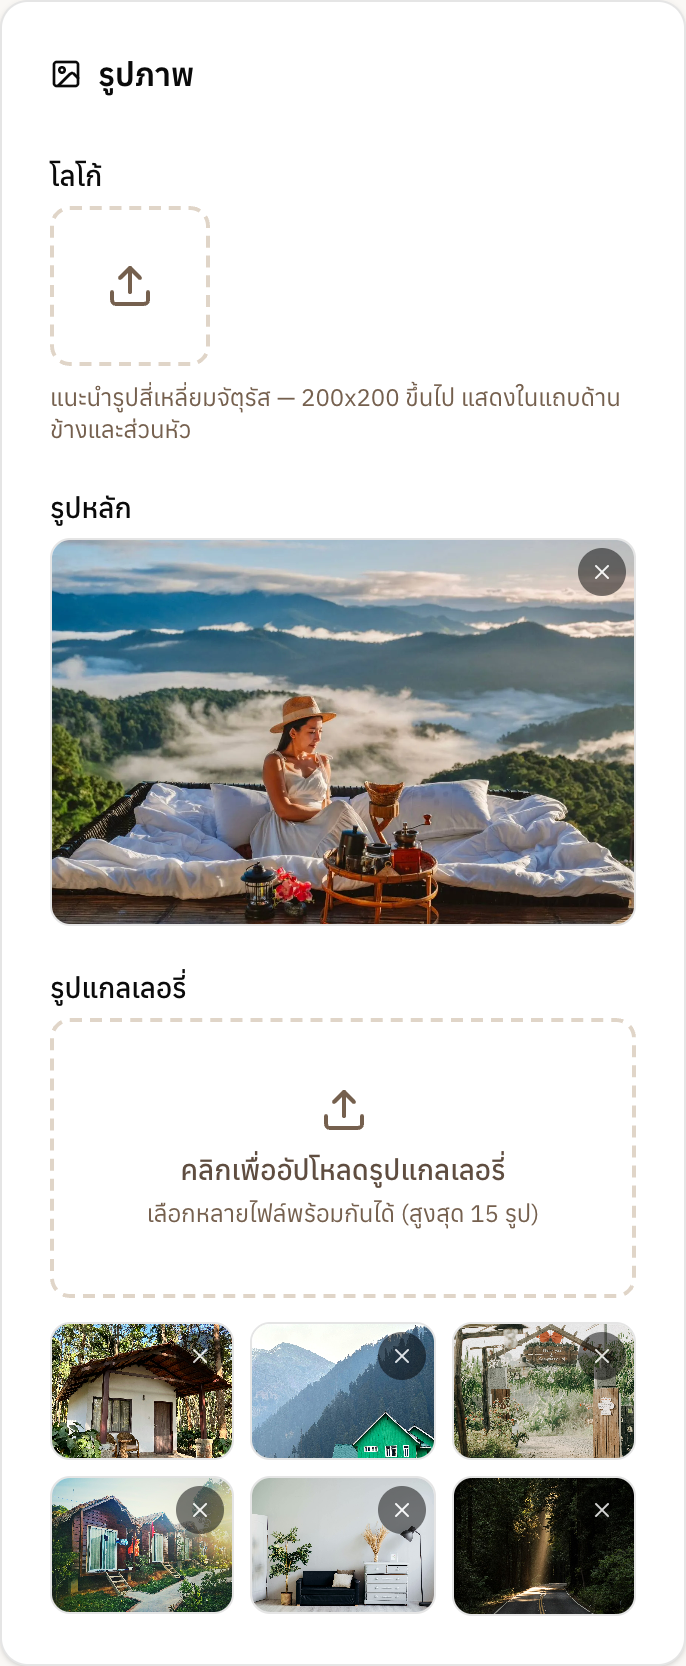 รูปภาพ
โลโก้
แนะนำรูปสี่เหลี่ยมจัตุรัส — 200x200 ขึ้นไป แสดงในแถบด้าน
ข้างและส่วนหัว
รูปหลัก
รูปแกลเลอรี่
คลิกเพื่ออัปโหลดรูปแกลเลอรี่
เลือกหลายไฟล์พร้อมกันได้ (สูงสุด 15 รูป)